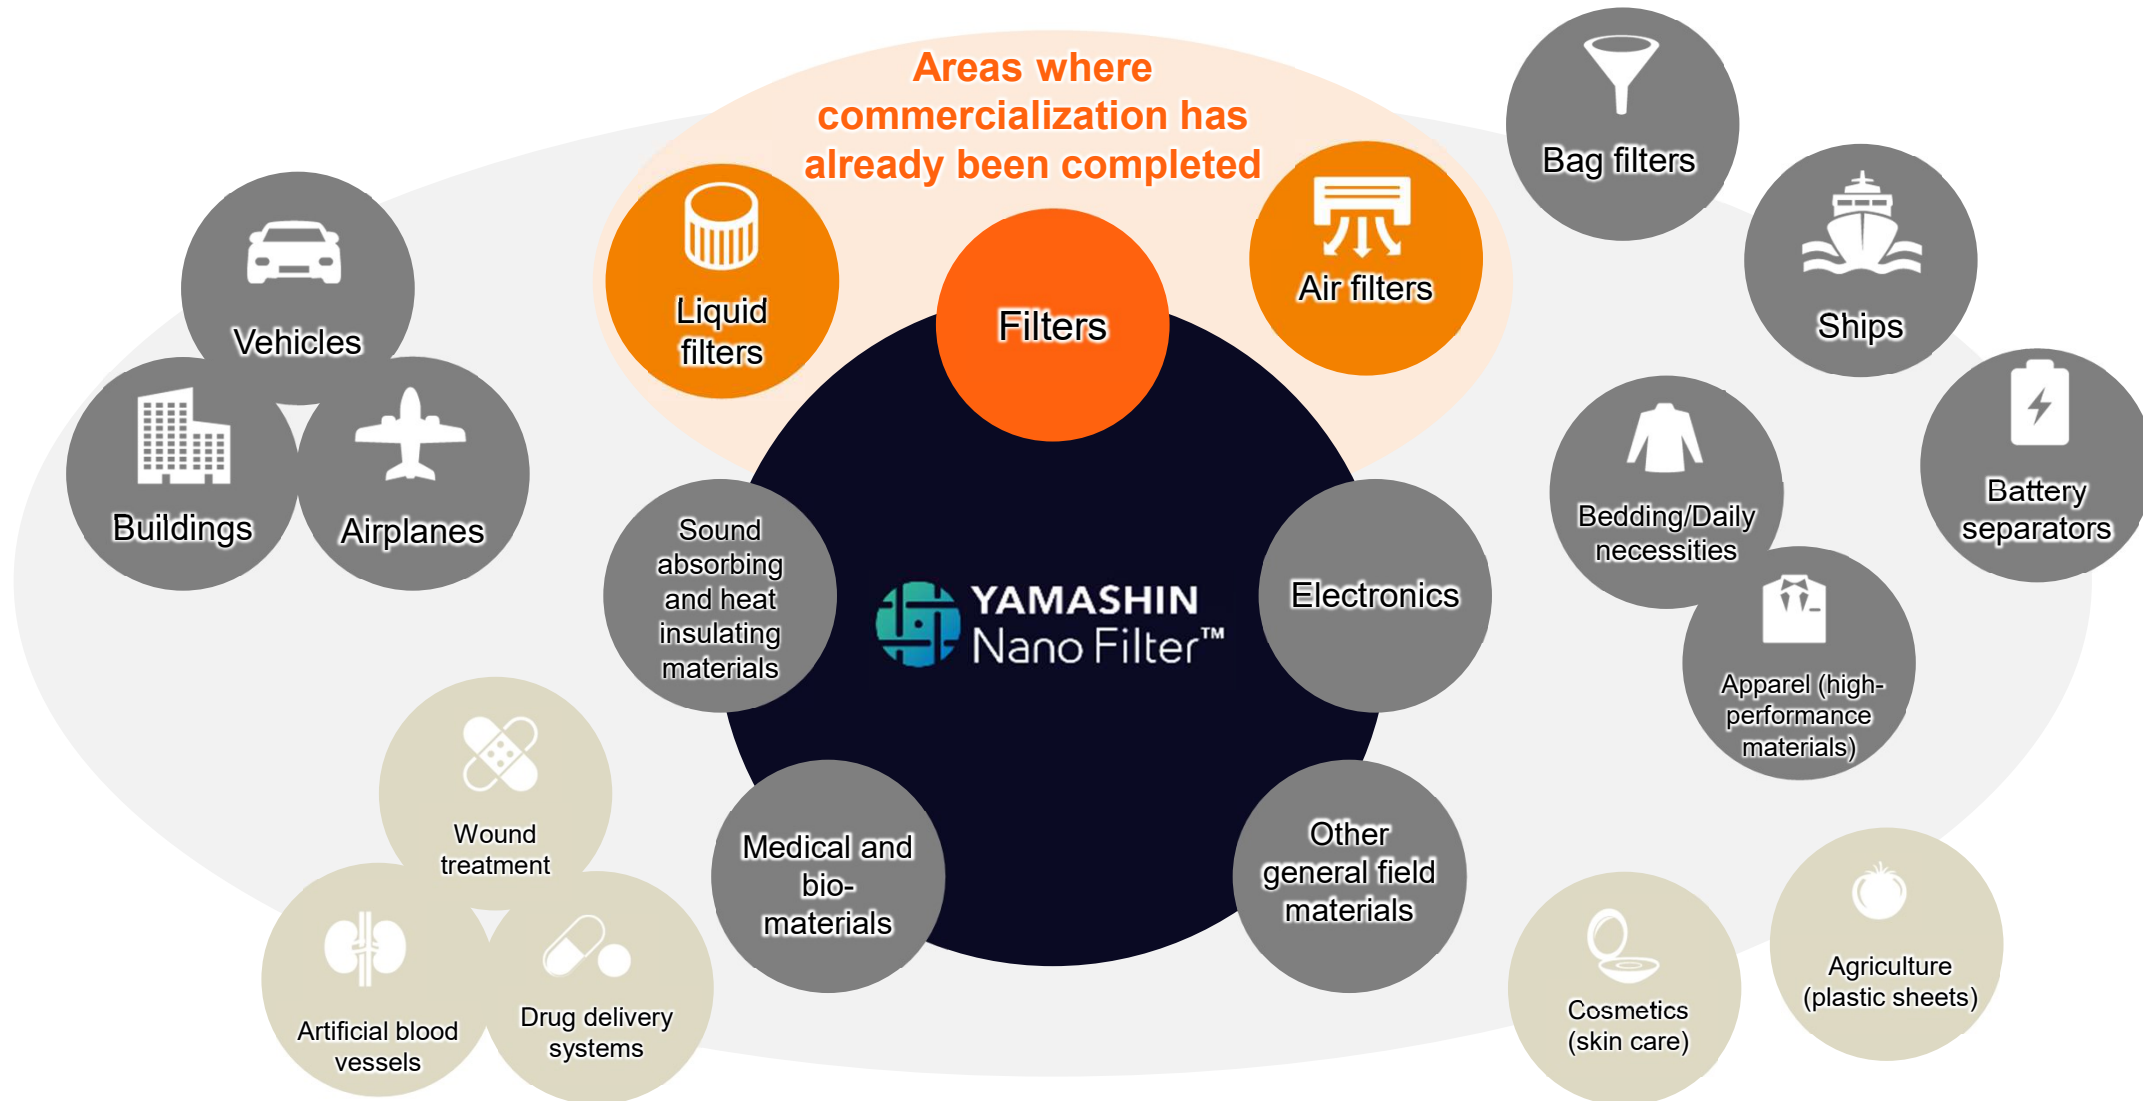 Areas where
commercialization has
already been completed
Bag filters
Liquid
filters
Filters
Air filters
Ships
Vehicles
Buildings
Airplanes
Sound
absorbing
and heat
insulating
materials
YAMASHIN
Nano Filter™
Electronics
Bedding/Daily
necessities
Battery
separators
Apparel (high-
performance
materials)
Wound
treatment
Artificial blood
vessels
Drug delivery
systems
Medical and
bio-
materials
Other
general field
materials
Cosmetics
(skin care)
Agriculture
(plastic sheets)